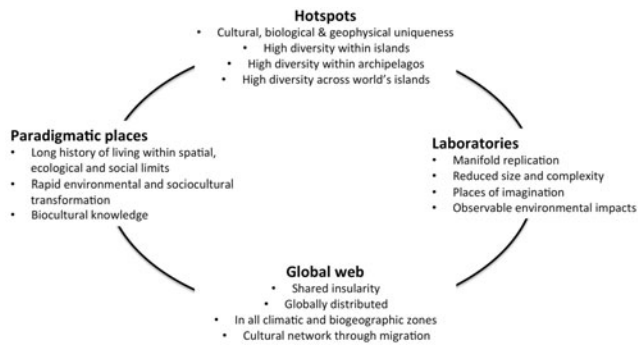 Hotspots
• Cultural, biological & geophysical uniqueness
• High diversity within islands
• High diversity within archipelagos
• High diversity across world's islands
Paradigmatic places
• Long history of living within spatial,
ecological and social limits
• Rapid environmental and sociocultural
transformation
• Biocultural knowledge
Laboratories
• Manifold replication
• Reduced size and complexity
• Places of imagination
• Observable environmental impacts
Global web
• Shared insularity
• Globally distributed
• In all climatic and biogeographic zones
• Cultural network through migration